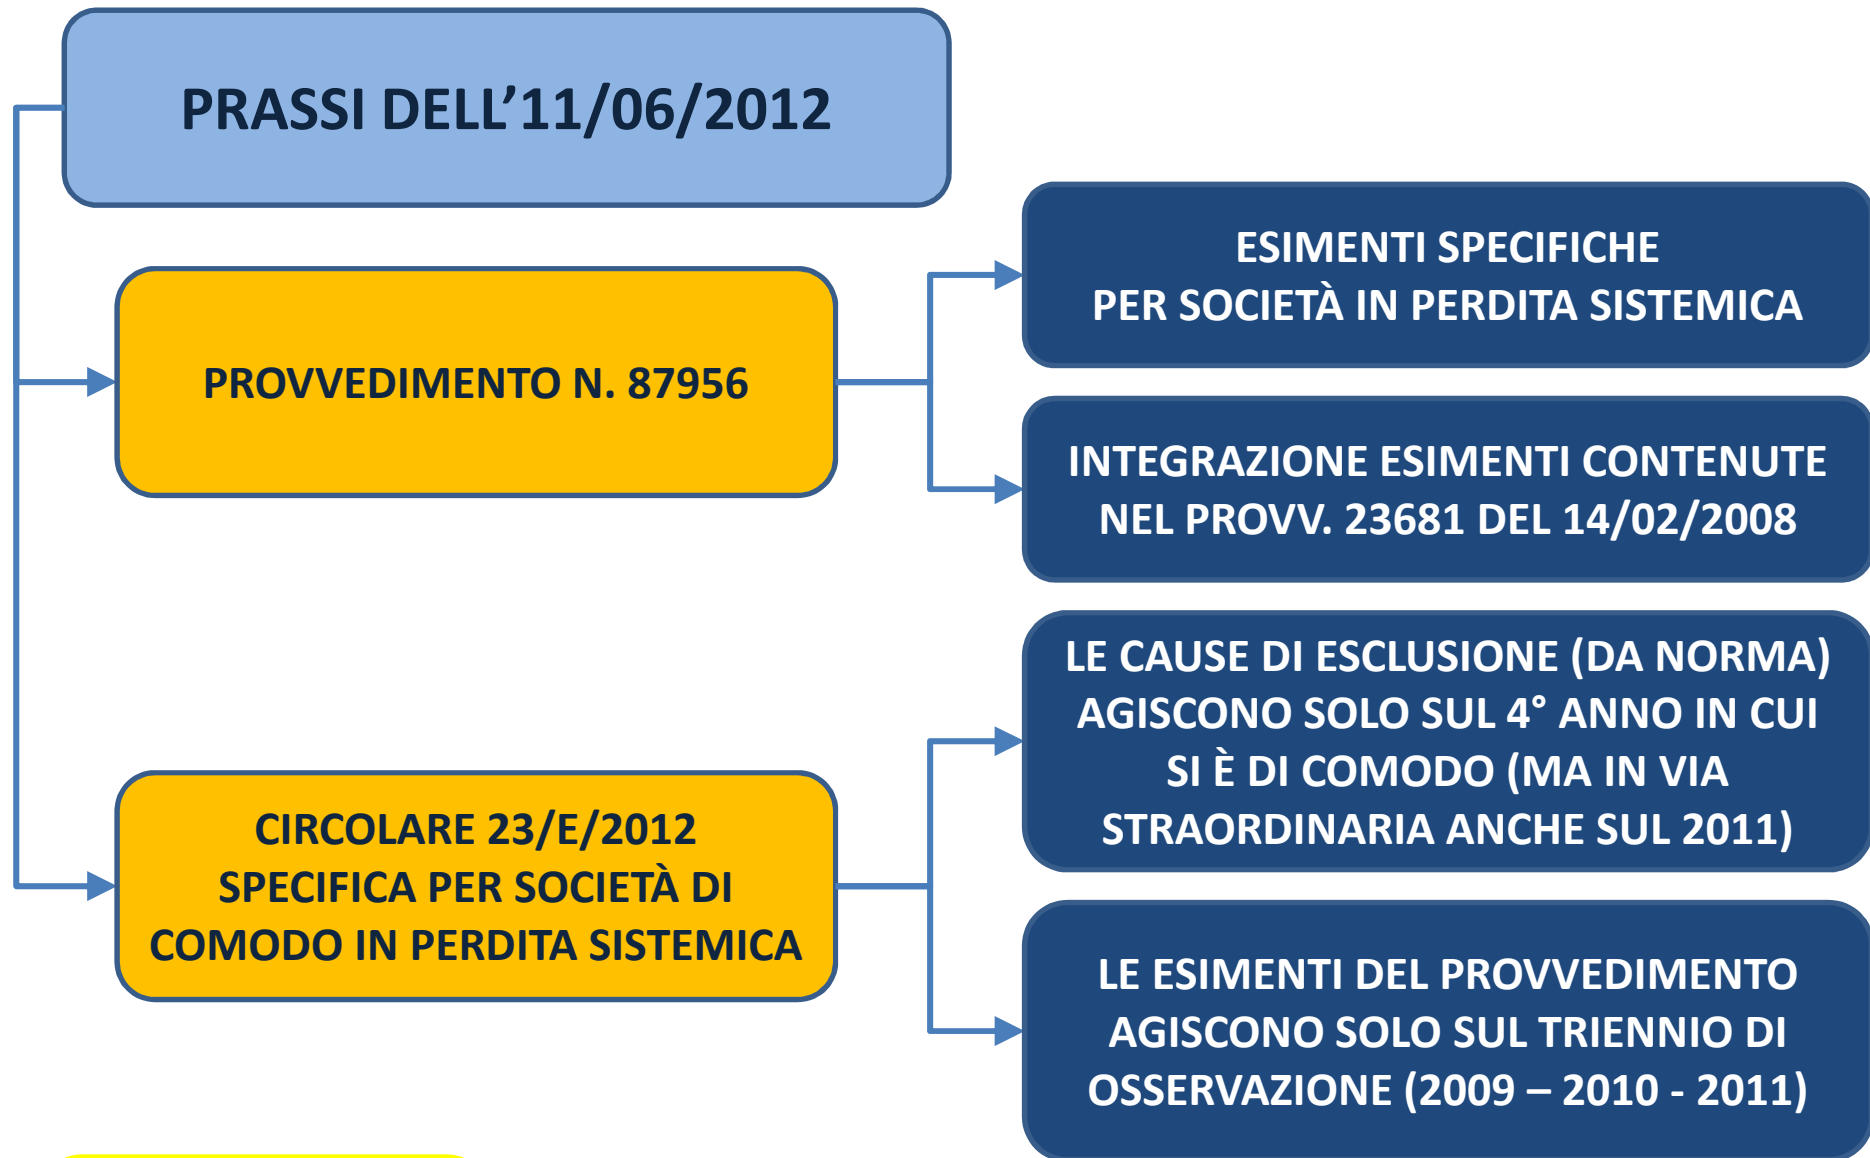 PRASSI DELL’11/06/2012
PROVVEDIMENTO N. 87956
ESIMENTI SPECIFICHE
PER SOCIETÀ IN PERDITA SISTEMICA
INTEGRAZIONE ESIMENTI CONTENUTE
NEL PROVV. 23681 DEL 14/02/2008
CIRCOLARE 23/E/2012
SPECIFICA PER SOCIETÀ DI
COMODO IN PERDITA SISTEMICA
LE CAUSE DI ESCLUSIONE (DA NORMA)
AGISCONO SOLO SUL 4° ANNO IN CUI
SI È DI COMODO (MA IN VIA
STRAORDINARIA ANCHE SUL 2011)
LE ESIMENTI DEL PROVVEDIMENTO
AGISCONO SOLO SUL TRIENNIO DI
OSSERVAZIONE (2009 – 2010 - 2011)